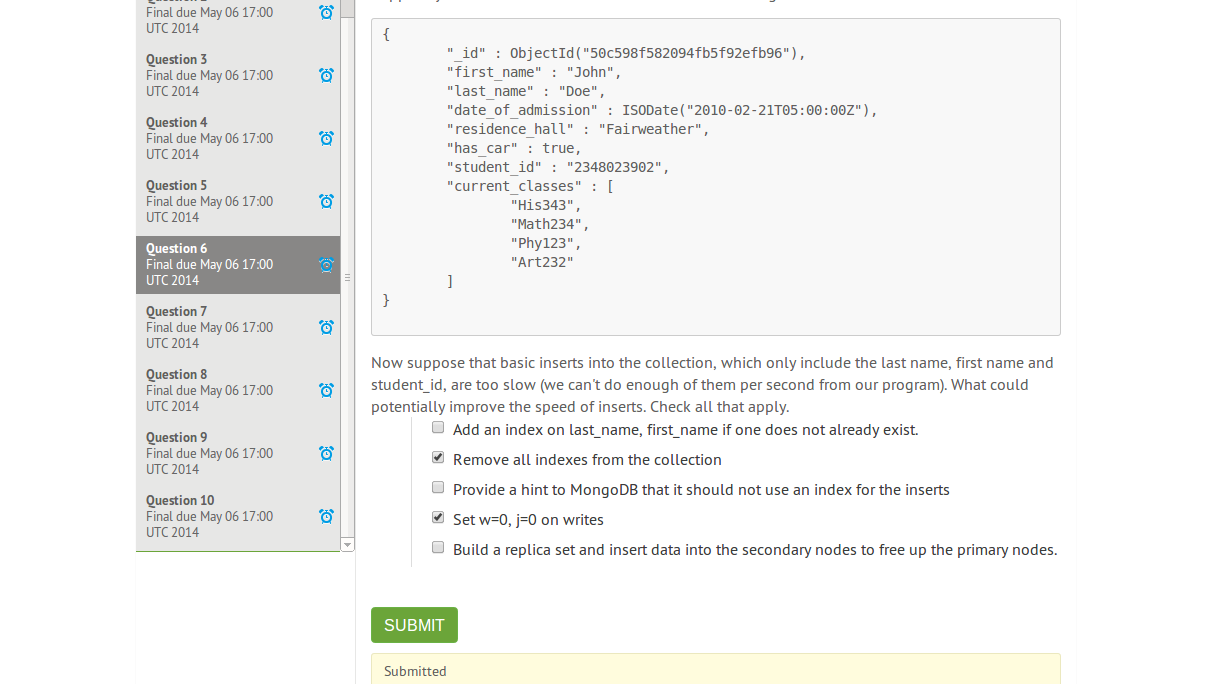 Final due May 06 17:00
UTC 2014
Question 3
Final due May 06 17:00
UTC 2014
Question 4
Final due May 06 17:00
UTC 2014
Question 5
Final due May 06 17:00
UTC 2014
Question 6
Final due May 06 17:00
UTC 2014
Question 7
Final due May 06 17:00
UTC 2014
Question 8
Final due May 06 17:00
UTC 2014
Question 9
Final due May 06 17:00
UTC 2014
Question 10
Final due May 06 17:00
UTC 2014
{
"_id" : ObjectId("50c598f582094fb5f92efb96"),
"first_name" : "John",
"last_name" : "Doe",
"date_of_admission" : ISODate("2010-02-21T05:00:00Z"),
"residence_hall" : "Fairweather",
"has_car" : true,
"student_id" : "2348023902",
"current_classes" : [
"His343",
"Math234",
"Phy123",
"Art232"
]
}
Now suppose that basic inserts into the collection, which only include the last name, first name and
student_id, are too slow (we can't do enough of them per second from our program). What could
potentially improve the speed of inserts. Check all that apply.
Add an index on last_name, first_name if one does not already exist.
Remove all indexes from the collection
Provide a hint to MongoDB that it should not use an index for the inserts
Set w=0, j=0 on writes
Build a replica set and insert data into the secondary nodes to free up the primary nodes.
SUBMIT
Submitted